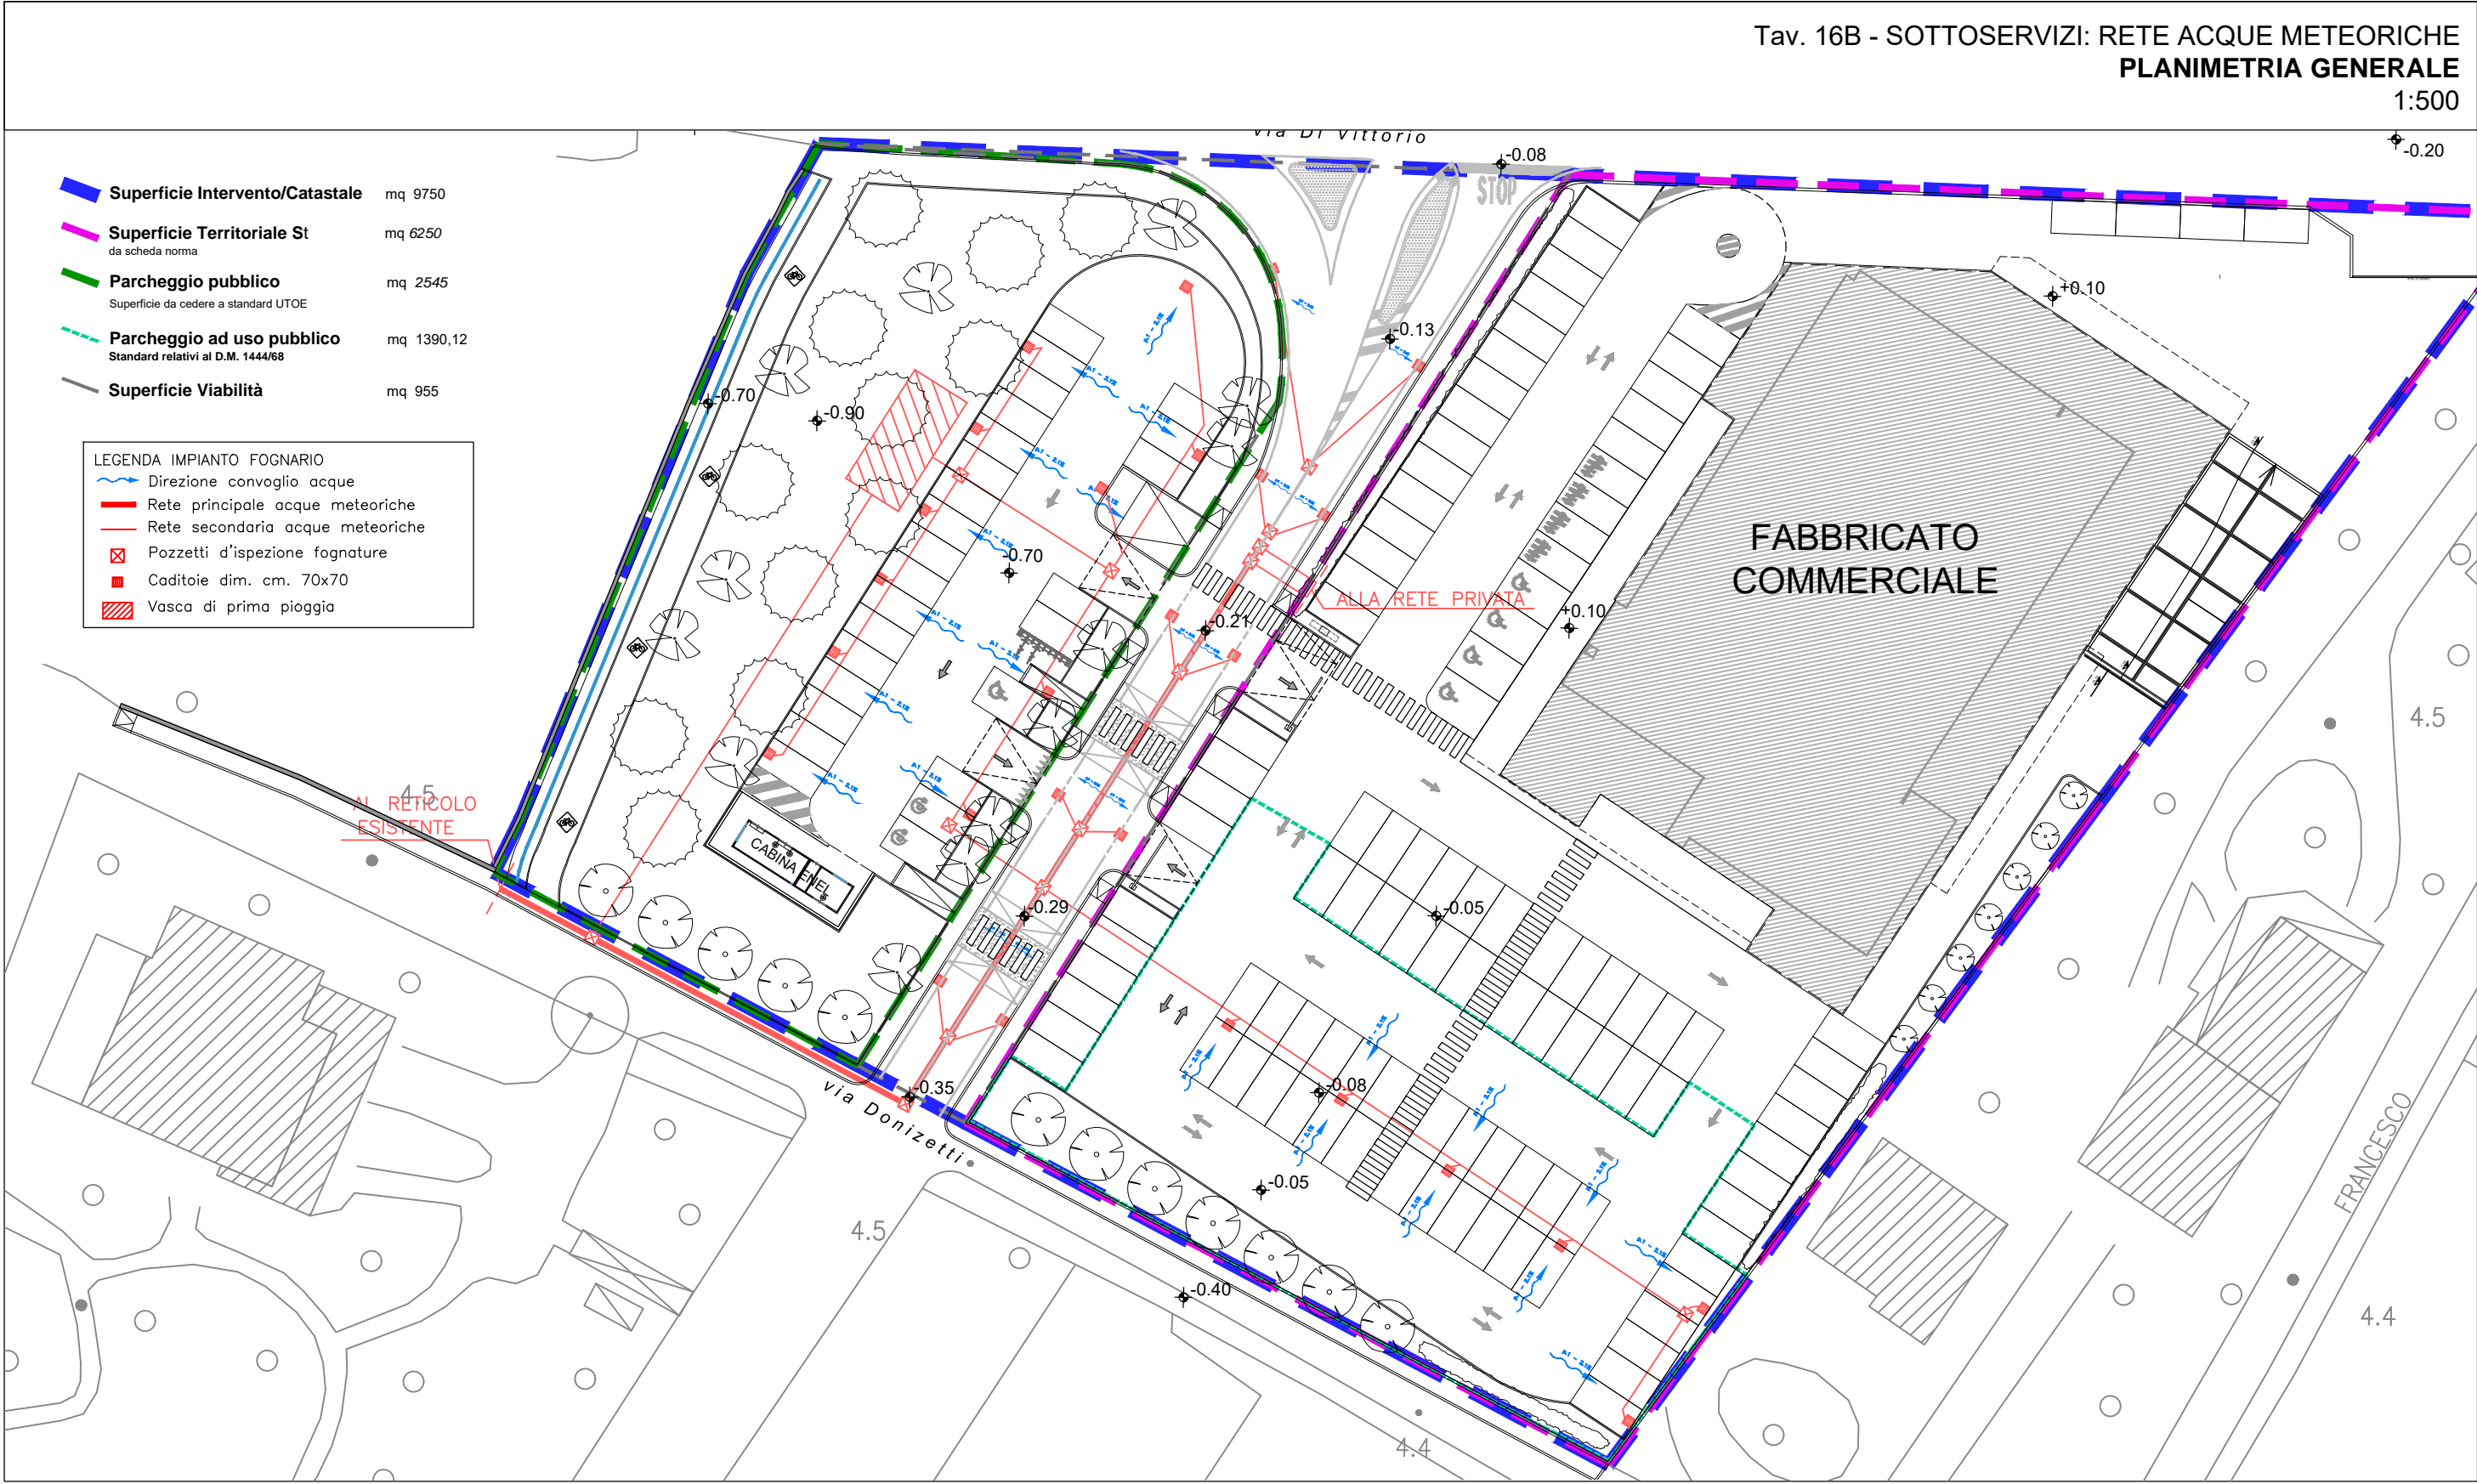 Tav. 16B - SOTTOSERVIZI: RETE ACQUE METEORICHE
PLANIMETRIA GENERALE
1:500
via Di Vittorio
-0.08
-0.20
STOP
Superficie Intervento/Catastale mq 9750
Superficie Territoriale St mq 6250
da scheda norma
Parcheggio pubblico mq 2545
Superficie da cedere a standard UTOE
Parcheggio ad uso pubblico mq 1390,12
Standard relativi al D.M. 1444/68
Superficie Viabilità mq 955
LEGENDA IMPIANTO FOGNARIO
Direzione convoglio acque
Rete principale acque meteoriche
Rete secondaria acque meteoriche
Pozzetti d'ispezione fognature
Caditoie dim. cm. 70x70
Vasca di prima pioggia
+0.10
-0.13
-0.70
-0.90
FABBRICATO
COMMERCIALE
-0.70
ALLA RETE PRIVATA
+0.10
-0.21
4.5
4.5
AL RETICOLO
ESISTENTE
CABINA ENEL
-0.29
-0.05
-0.35
-0.08
via Donizetti
-0.05
4.5
-0.40
FRANCESCO
4.4
4.4